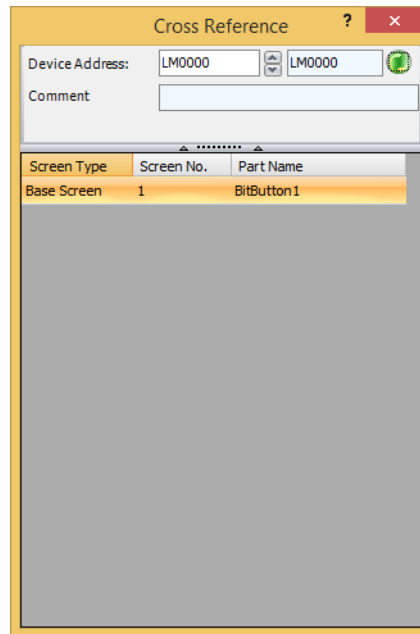 Cross Reference ? ×
Device Address: LM0000 LM0000
Comment
Screen Type Screen No. Part Name
Base Screen 1 BitButton1